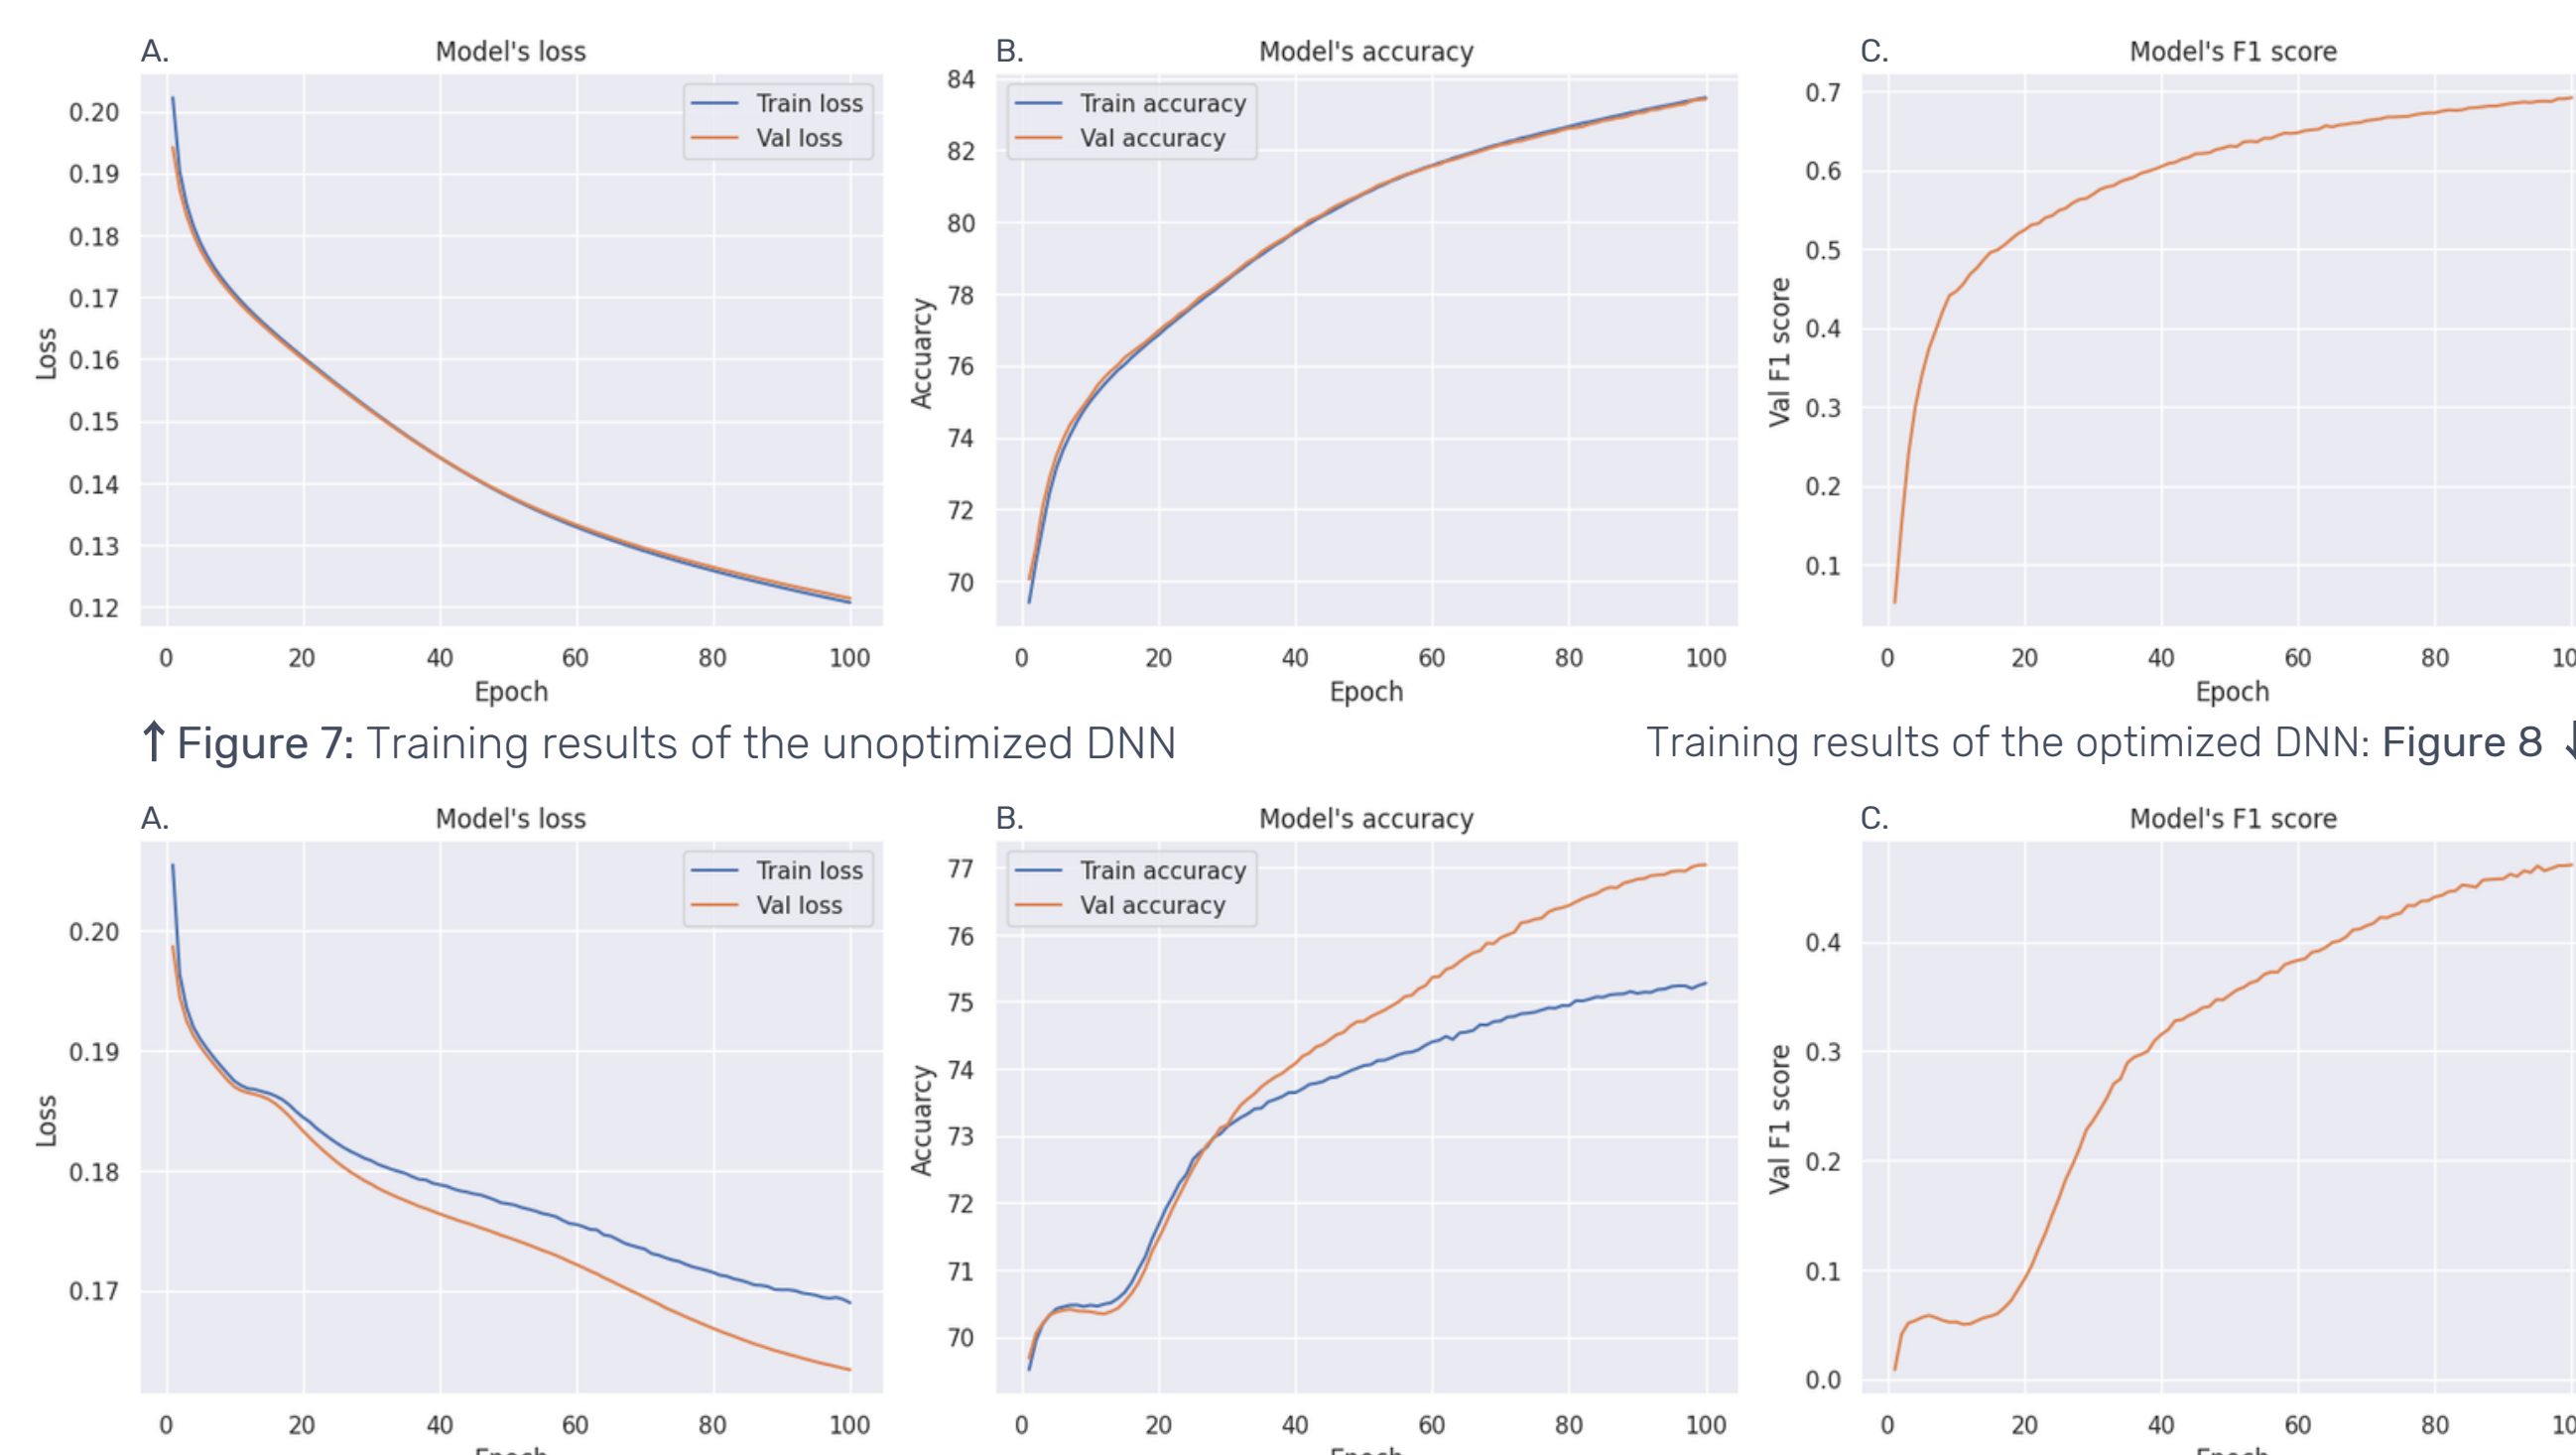 A.
Model's loss
Train loss
Val loss
0.20
0.19
0.18
0.17
0.16
0.15
0.14
0.13
0.12
Loss
0 20 40 60 80 100
Epoch
B.
Model's accuracy
Train accuracy
Val accuracy
84
82
80
78
76
74
72
70
Accuarcy
0 20 40 60 80 100
Epoch
C.
Model's F1 score
0.7
0.6
0.5
0.4
0.3
0.2
0.1
Val F1 score
0 20 40 60 80
Epoch
↑ Figure 7: Training results of the unoptimized DNN
Training results of the optimized DNN: Figure 8
A.
Model's loss
Train loss
Val loss
0.20
0.19
0.18
0.17
Loss
0 20 40 60 80 100
Epoch
B.
Model's accuracy
Train accuracy
Val accuracy
77
76
75
74
73
72
71
70
Accuarcy
0 20 40 60 80 100
Epoch
C.
Model's F1 score
0.4
0.3
0.2
0.1
0.0
Val F1 score
0 20 40 60 80
Epoch